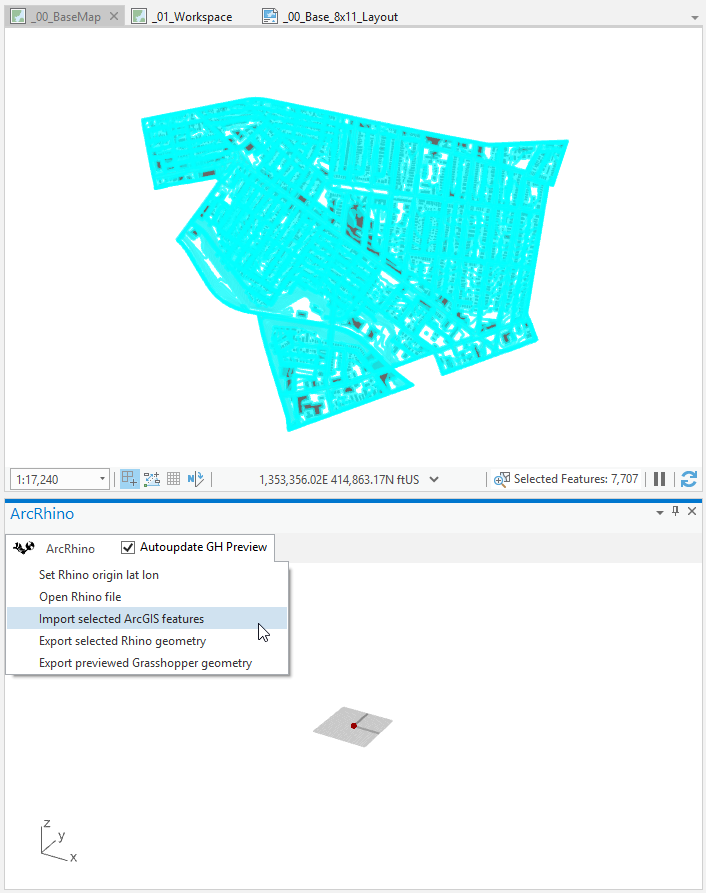 _00_BaseMap _01_Workspace _00_Base_8x11_Layout
1:17,240 1,353,356.02E 414,863.17N ftUS Selected Features: 7,707
ArcRhino
ArcRhino Autoupdate GH Preview
Set Rhino origin lat lon
Open Rhino file
Import selected ArcGIS features
Export selected Rhino geometry
Export previewed Grasshopper geometry
z
y
x